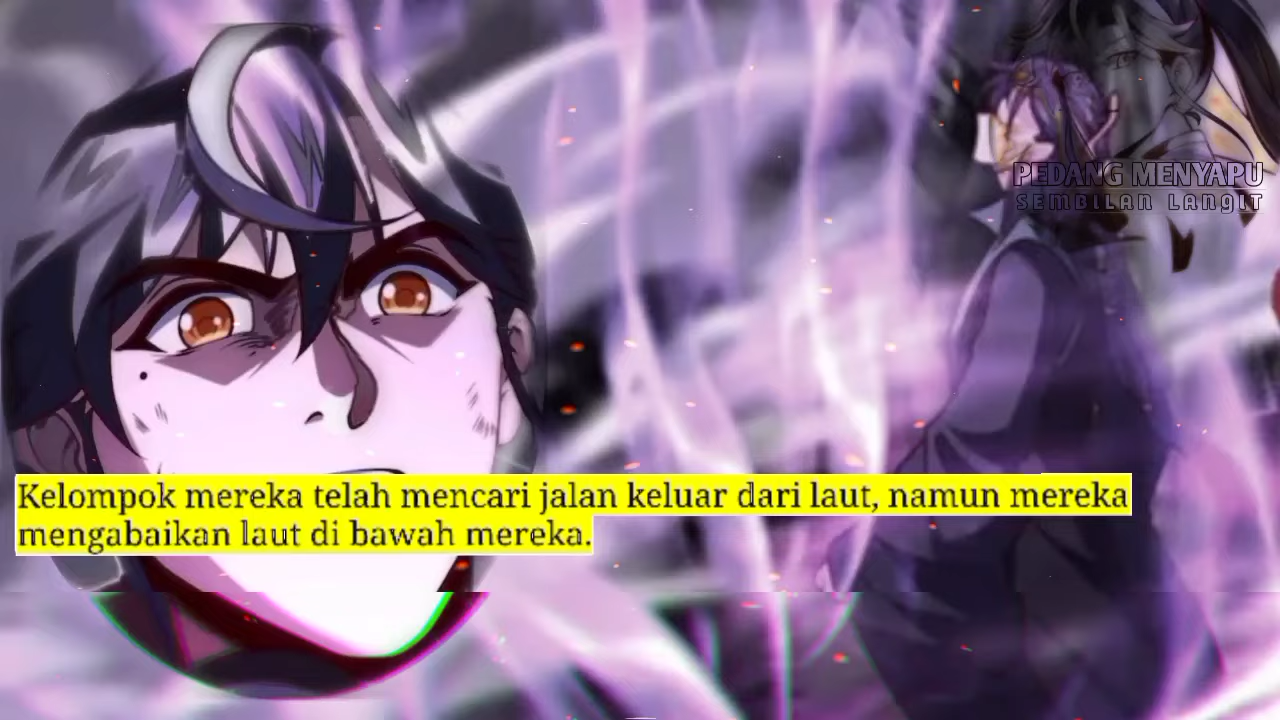 PEDANG MENYAPU
SEMBILAN LANGIT
Kelompok mereka telah mencari jalan keluar dari laut, namun mereka
mengabaikan laut di bawah mereka.